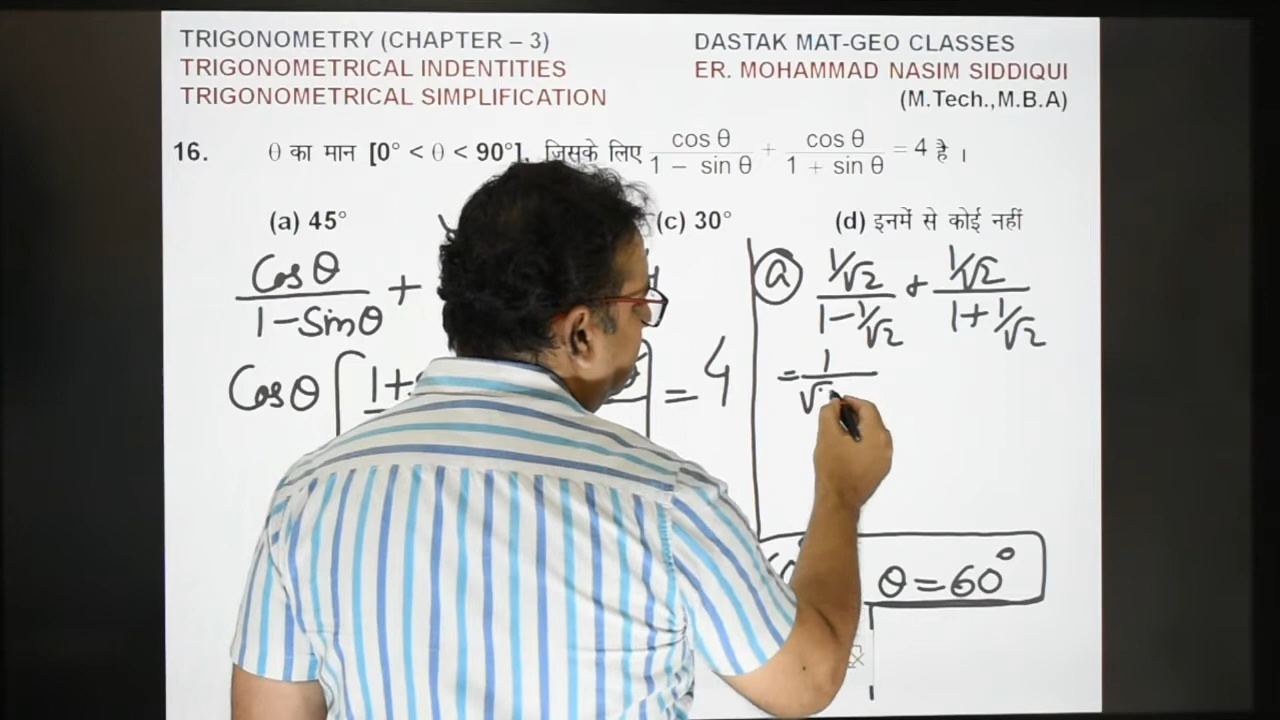 TRIGONOMETRY (CHAPTER – 3)
TRIGONOMETRICAL INDENTITIES
TRIGONOMETRICAL SIMPLIFICATION
DASTAK MAT-GEO CLASSES
ER. MOHAMMAD NASIM SIDDIQUI
(M.Tech.,M.B.A)
16. θ का मान [0° < θ < 90°], जिसके लिए cos θ / 1 – sin θ + cos θ / 1 + sin θ = 4 है ।
(a) 45° (c) 30° (d) इनमें से कोई नहीं
Cosθ / 1-Sinθ +
Cosθ [ 1+ = 4
(a) 1/√2 / 1-1/√2 + 1/√2 / 1+1/√2
= 1 / √
θ = 60°